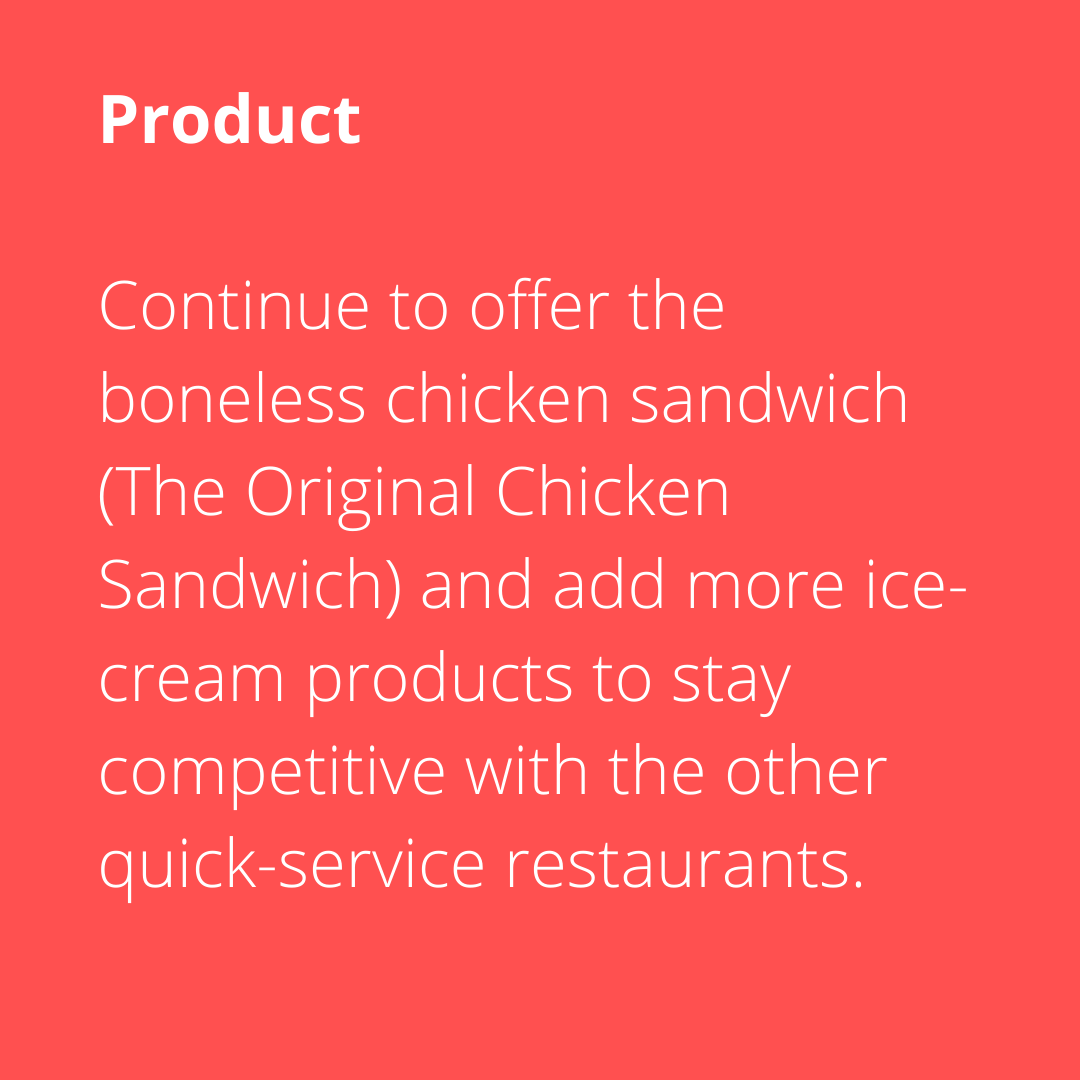 Product
Continue to offer the
boneless chicken sandwich
(The Original Chicken
Sandwich) and add more ice-
cream products to stay
competitive with the other
quick-service restaurants.